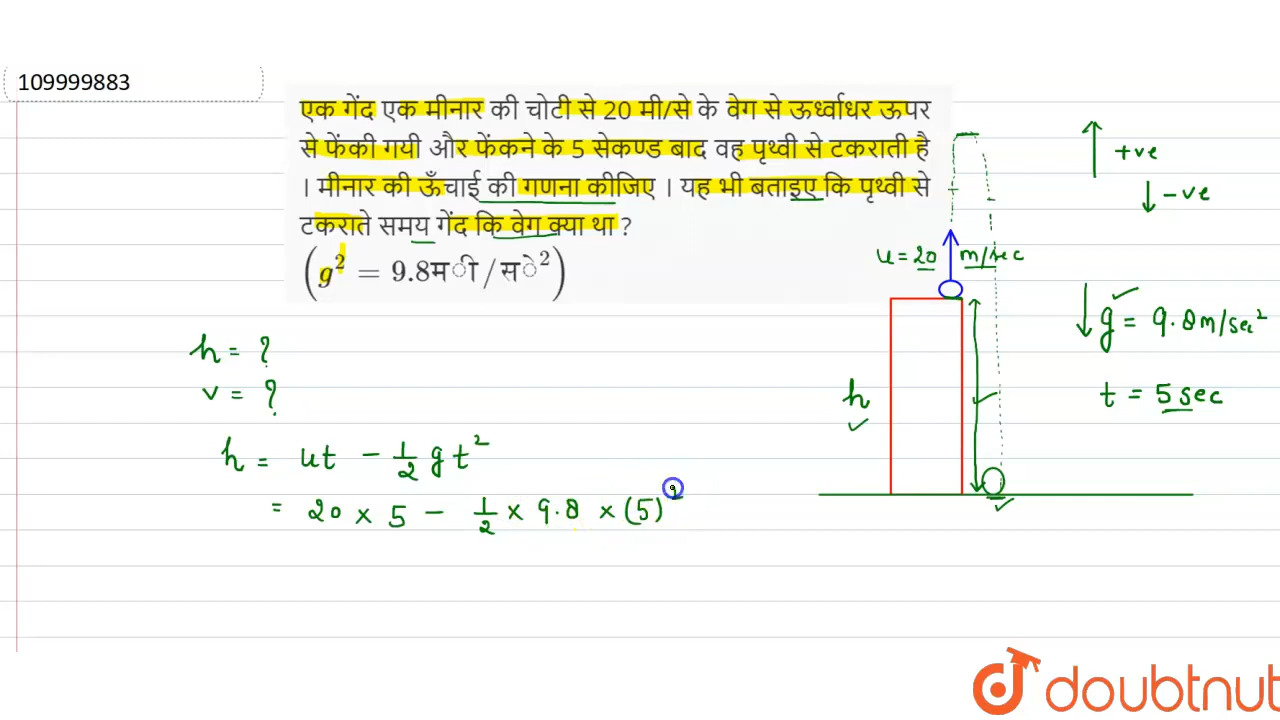 109999883
एक गेंद एक मीनार की चोटी से 20 मी/से के वेग से ऊर्ध्वाधर ऊपर
से फेंकी गयी और फेंकने के 5 सेकण्ड बाद वह पृथ्वी से टकराती है
। मीनार की ऊँचाई की गणना कीजिए । यह भी बताइए कि पृथ्वी से
टकराते समय गेंद कि वेग क्या था ?
(g² = 9.8मी/से²)
+ve
-ve
u = 20 m/sec
g = 9.8m/sec²
h
t = 5 sec
h = ?
v = ?
h = ut - 1/2 g t²
= 20 × 5 - 1/2 × 9.8 × (5)²
doubtnut